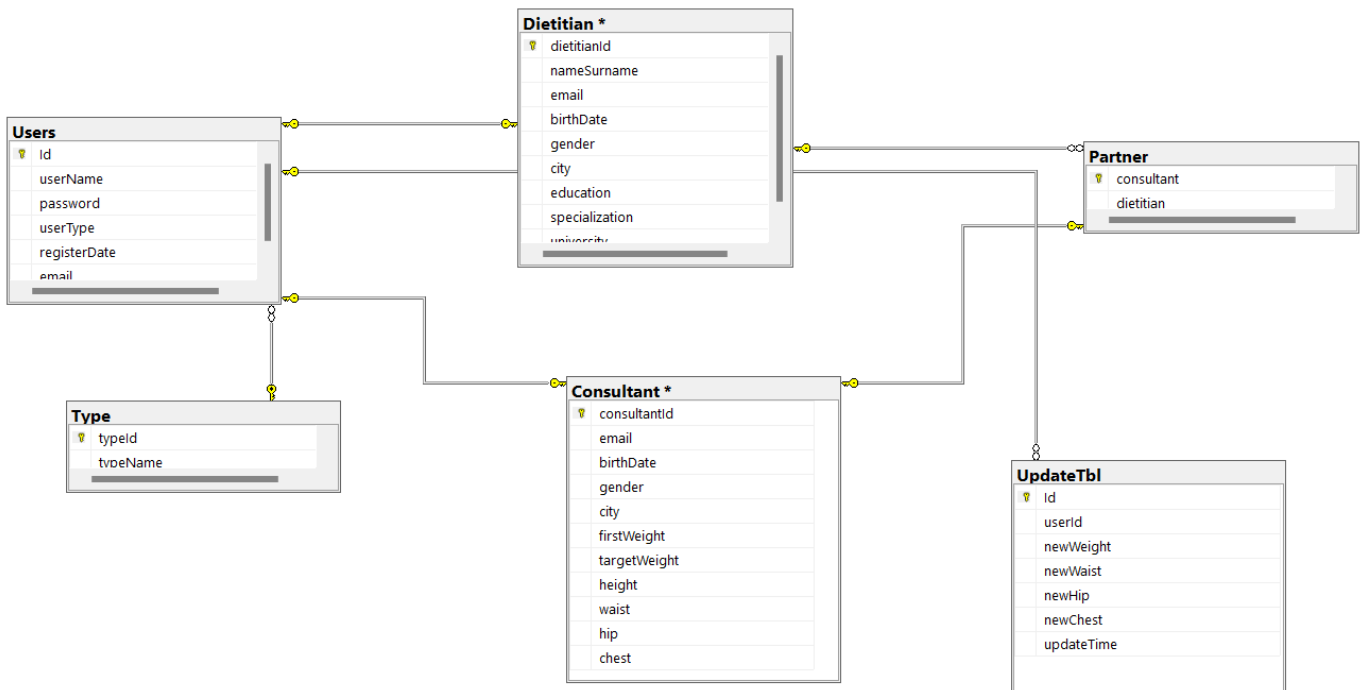 Dietitian *
dietitianId
nameSurname
email
birthDate
gender
city
education
specialization
university
Users
Id
userName
password
userType
registerDate
email
Partner
consultant
dietitian
Type
typeId
typeName
Consultant *
consultantId
email
birthDate
gender
city
firstWeight
targetWeight
height
waist
hip
chest
UpdateTbl
Id
userId
newWeight
newWaist
newHip
newChest
updateTime